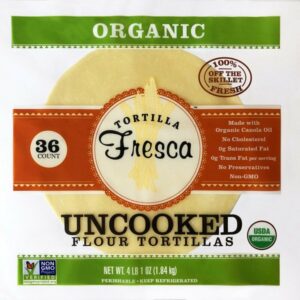 ORGANIC
100%
OFF THE
SKILLET
FRESH
TORTILLA
Fresca
36
COUNT
Made with
Organic Canola Oil
No Cholesterol
0g Saturated Fat
0g Trans Fat per serving
No Preservatives
Non-GMO
UNCOOKED
FLOUR TORTILLAS
USDA
ORGANIC
NON
GMO
Project
VERIFIED
NET WT. 4 LB 1 OZ (1.84 kg)
PERISHABLE - KEEP REFRIGERATED